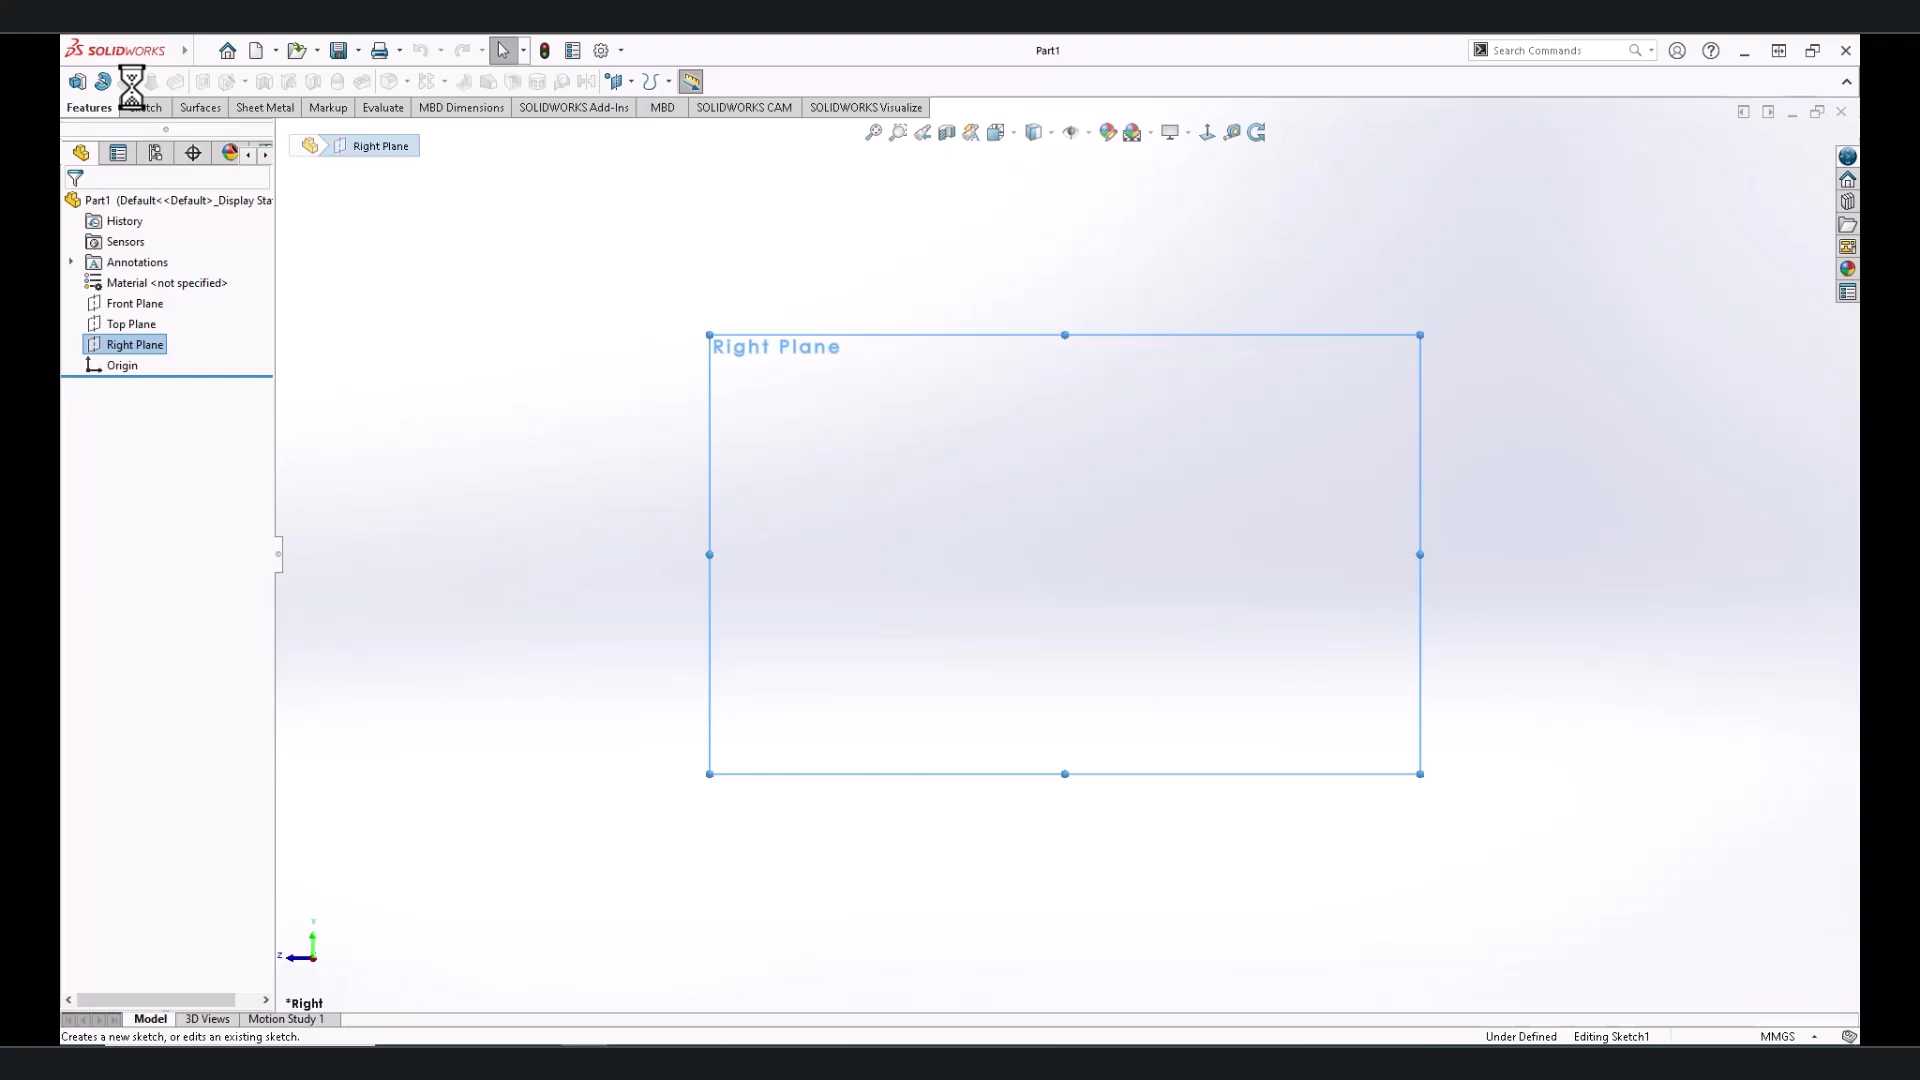 SOLIDWORKS
Part1
Search Commands
Features
Surfaces
Sheet Metal
Markup
Evaluate
MBD Dimensions
SOLIDWORKS Add-Ins
MBD
SOLIDWORKS CAM
SOLIDWORKS Visualize
Right Plane
Part1 (Default<<Default>_Display Sta
History
Sensors
Annotations
Material <not specified>
Front Plane
Top Plane
Right Plane
Origin
Right Plane
Y
Z
*Right
Model
3D Views
Motion Study 1
Creates a new sketch, or edits an existing sketch.
Under Defined
Editing Sketch1
MMGS